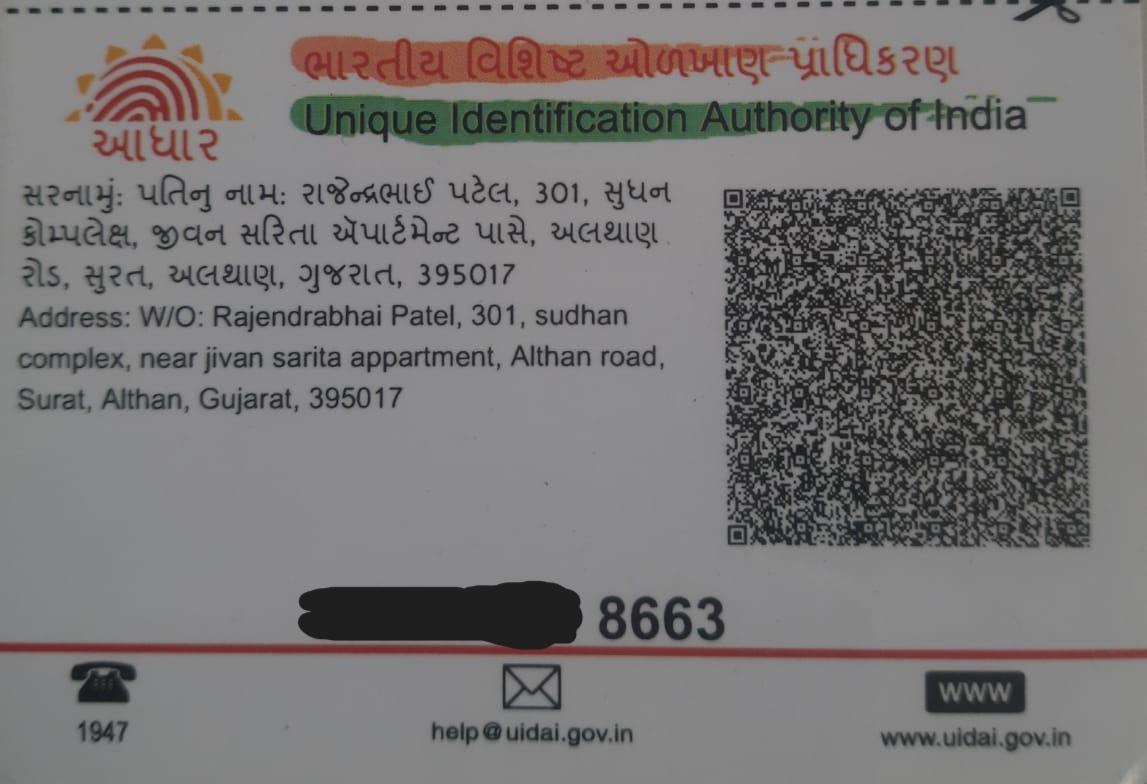 ભારતીય વિશિષ્ટ ઓળખાણ પ્રાધિકરણ
Unique Identification Authority of India
આધાર
સરનામું: પતિનુ નામ: રાજેન્દ્રભાઈ પટેલ, 301, સુધન
કોમ્પલેક્ષ, જીવન સરિતા ઍપાર્ટમેન્ટ પાસે, અલથાણ
રોડ, સુરત, અલથાણ, ગુજરાત, 395017
Address: W/O: Rajendrabhai Patel, 301, sudhan
complex, near jivan sarita appartment, Althan road,
Surat, Althan, Gujarat, 395017
8663
1947
help@uidai.gov.in
WWW
www.uidai.gov.in